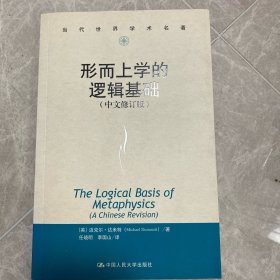 当代世界学术名著
形而上学的
逻辑基础
（中文修订版）
The Logical Basis of
Metaphysics
(A Chinese Revision)
[英] 迈克尔·达米特（Michael Dummett）/著
任晓明 李国山/译
中国人民大学出版社